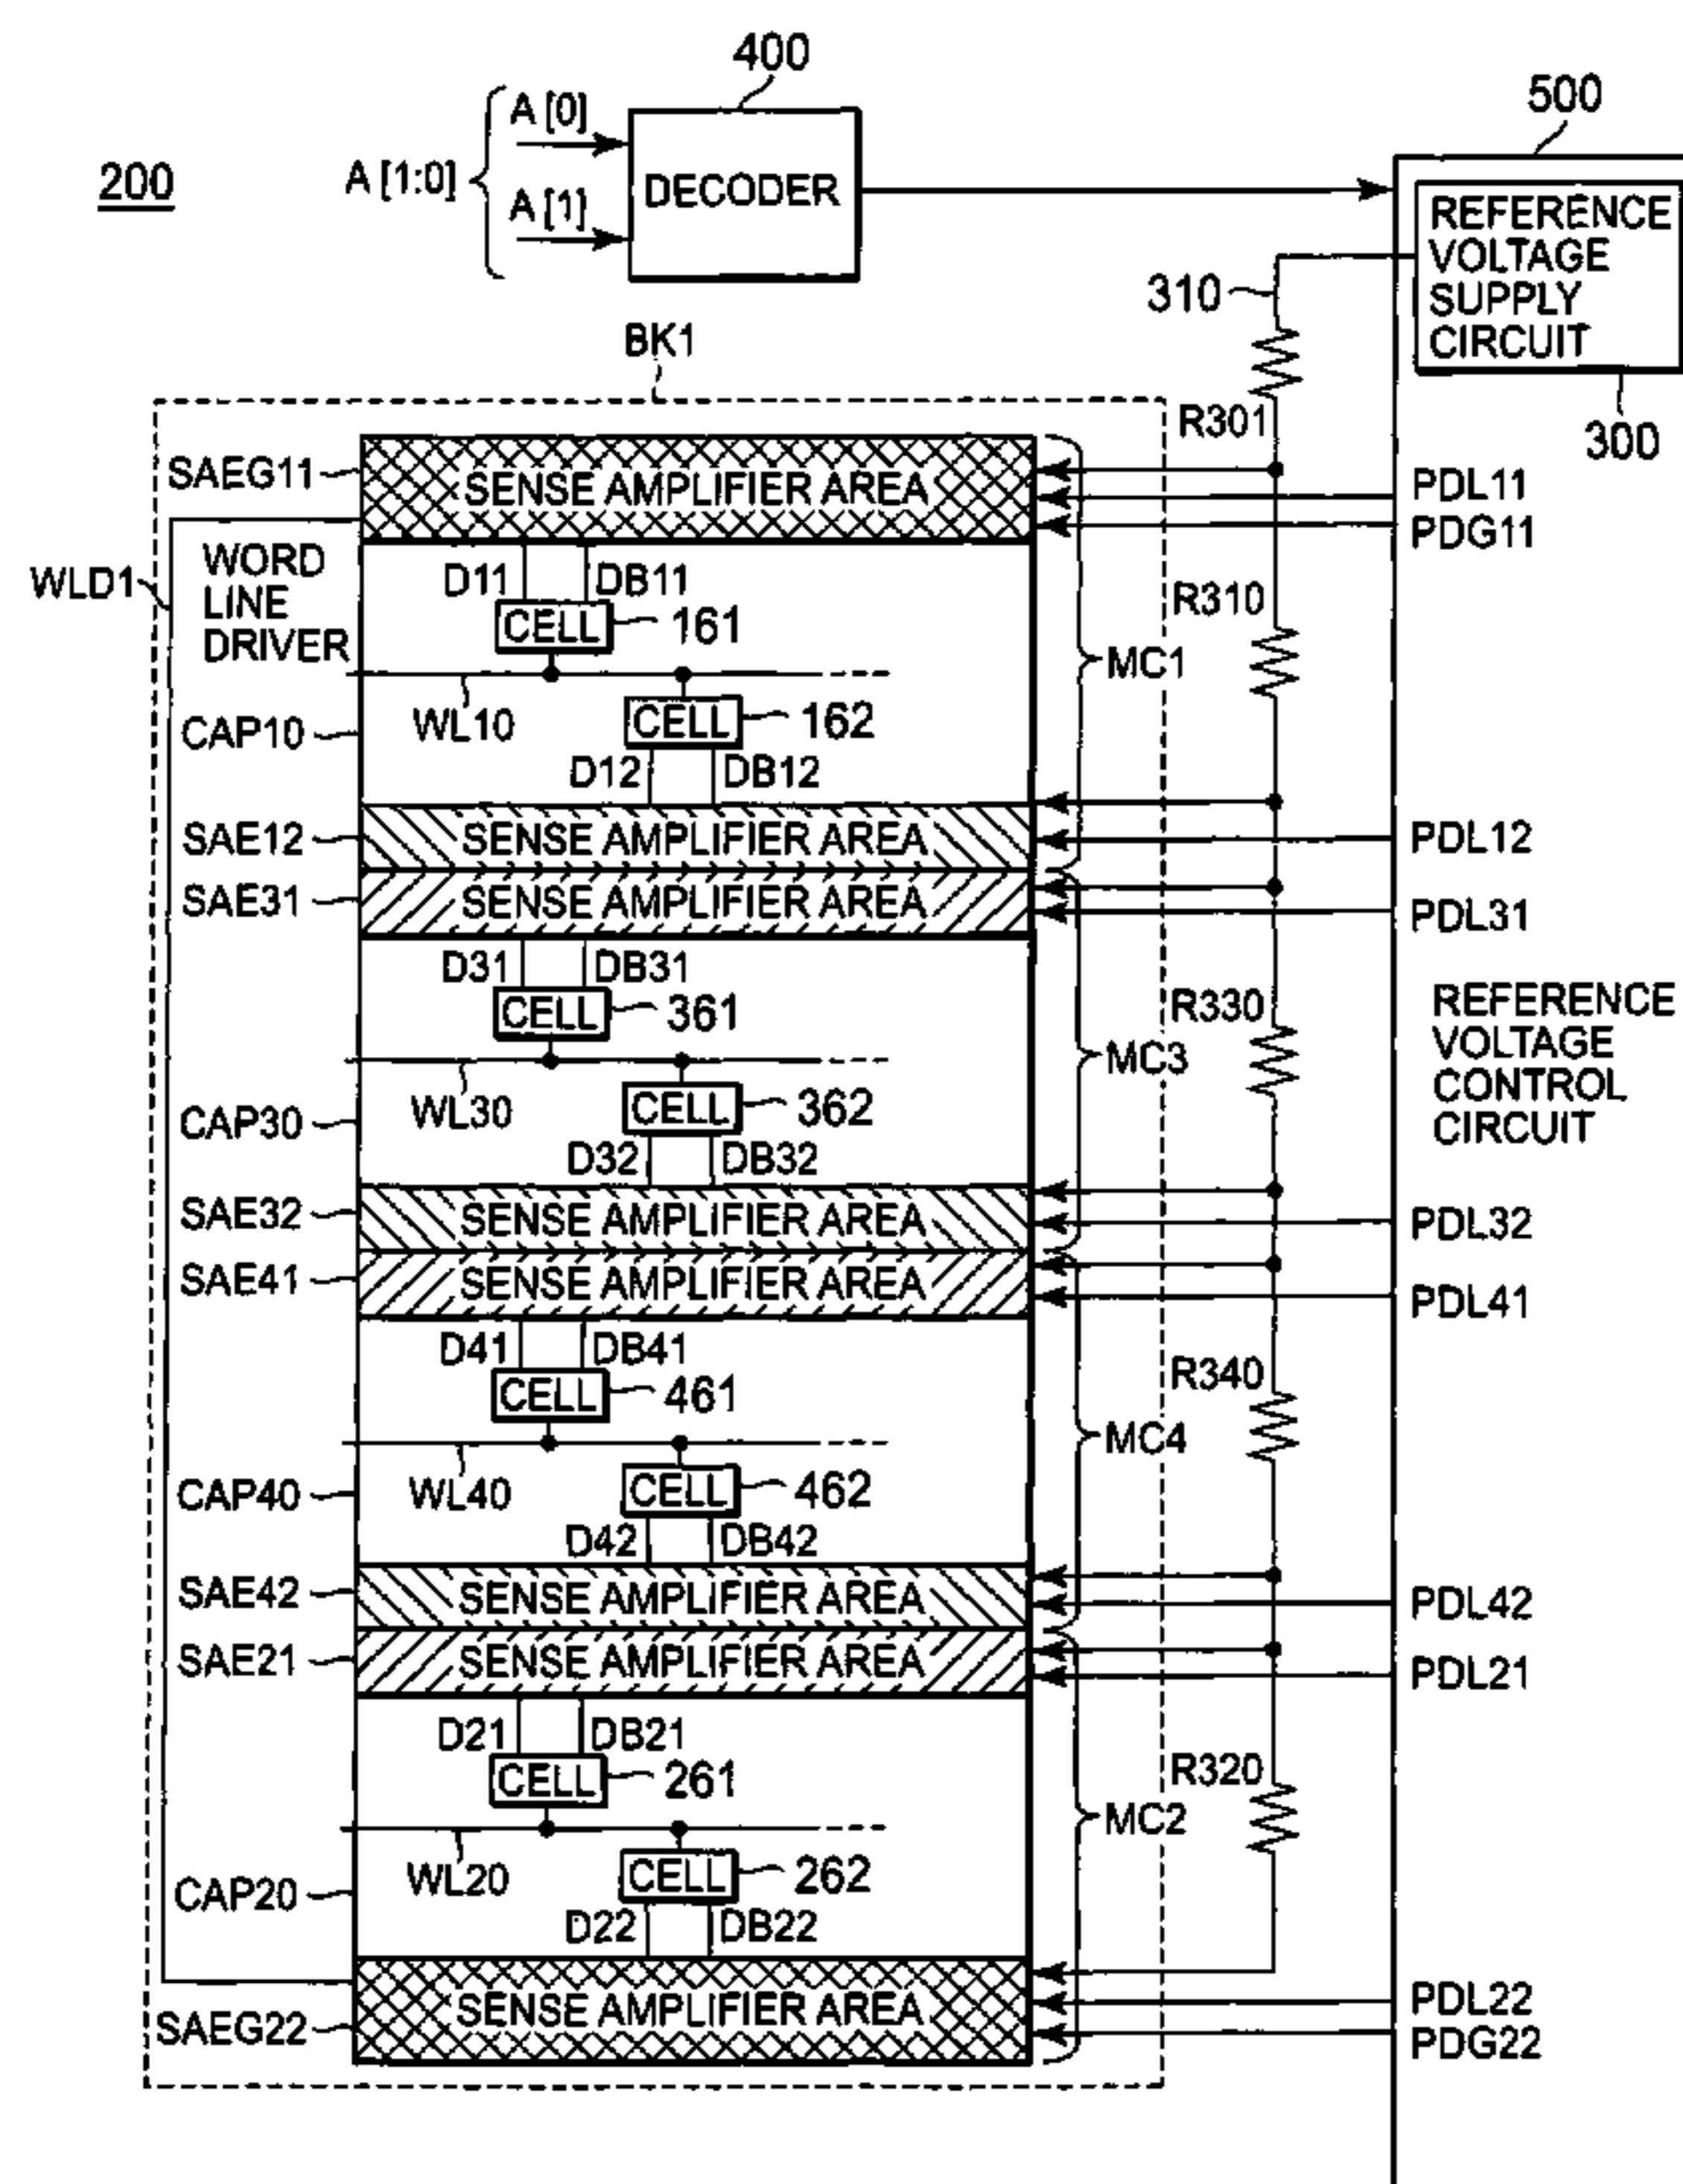 400
500
200
A [1:0]
A [0]
A [1]
DECODER
REFERENCE
VOLTAGE
SUPPLY
CIRCUIT
310
300
BK1
R301
SAEG11
SENSE AMPLIFIER AREA
PDL11
PDG11
WLD1
WORD
LINE
DRIVER
D11
DB11
CELL
161
R310
MC1
WL10
CAP10
CELL
162
D12
DB12
SAE12
SENSE AMPLIFIER AREA
PDL12
SAE31
SENSE AMPLIFIER AREA
PDL31
D31
DB31
CELL
361
R330
REFERENCE
VOLTAGE
CONTROL
CIRCUIT
MC3
WL30
CAP30
CELL
362
D32
DB32
SAE32
SENSE AMPLIFIER AREA
PDL32
SAE41
SENSE AMPLIFIER AREA
PDL41
D41
DB41
CELL
461
R340
MC4
WL40
CAP40
CELL
462
D42
DB42
SAE42
SENSE AMPLIFIER AREA
PDL42
SAE21
SENSE AMPLIFIER AREA
PDL21
D21
DB21
CELL
261
R320
MC2
WL20
CAP20
CELL
262
D22
DB22
SAEG22
SENSE AMPLIFIER AREA
PDL22
PDG22